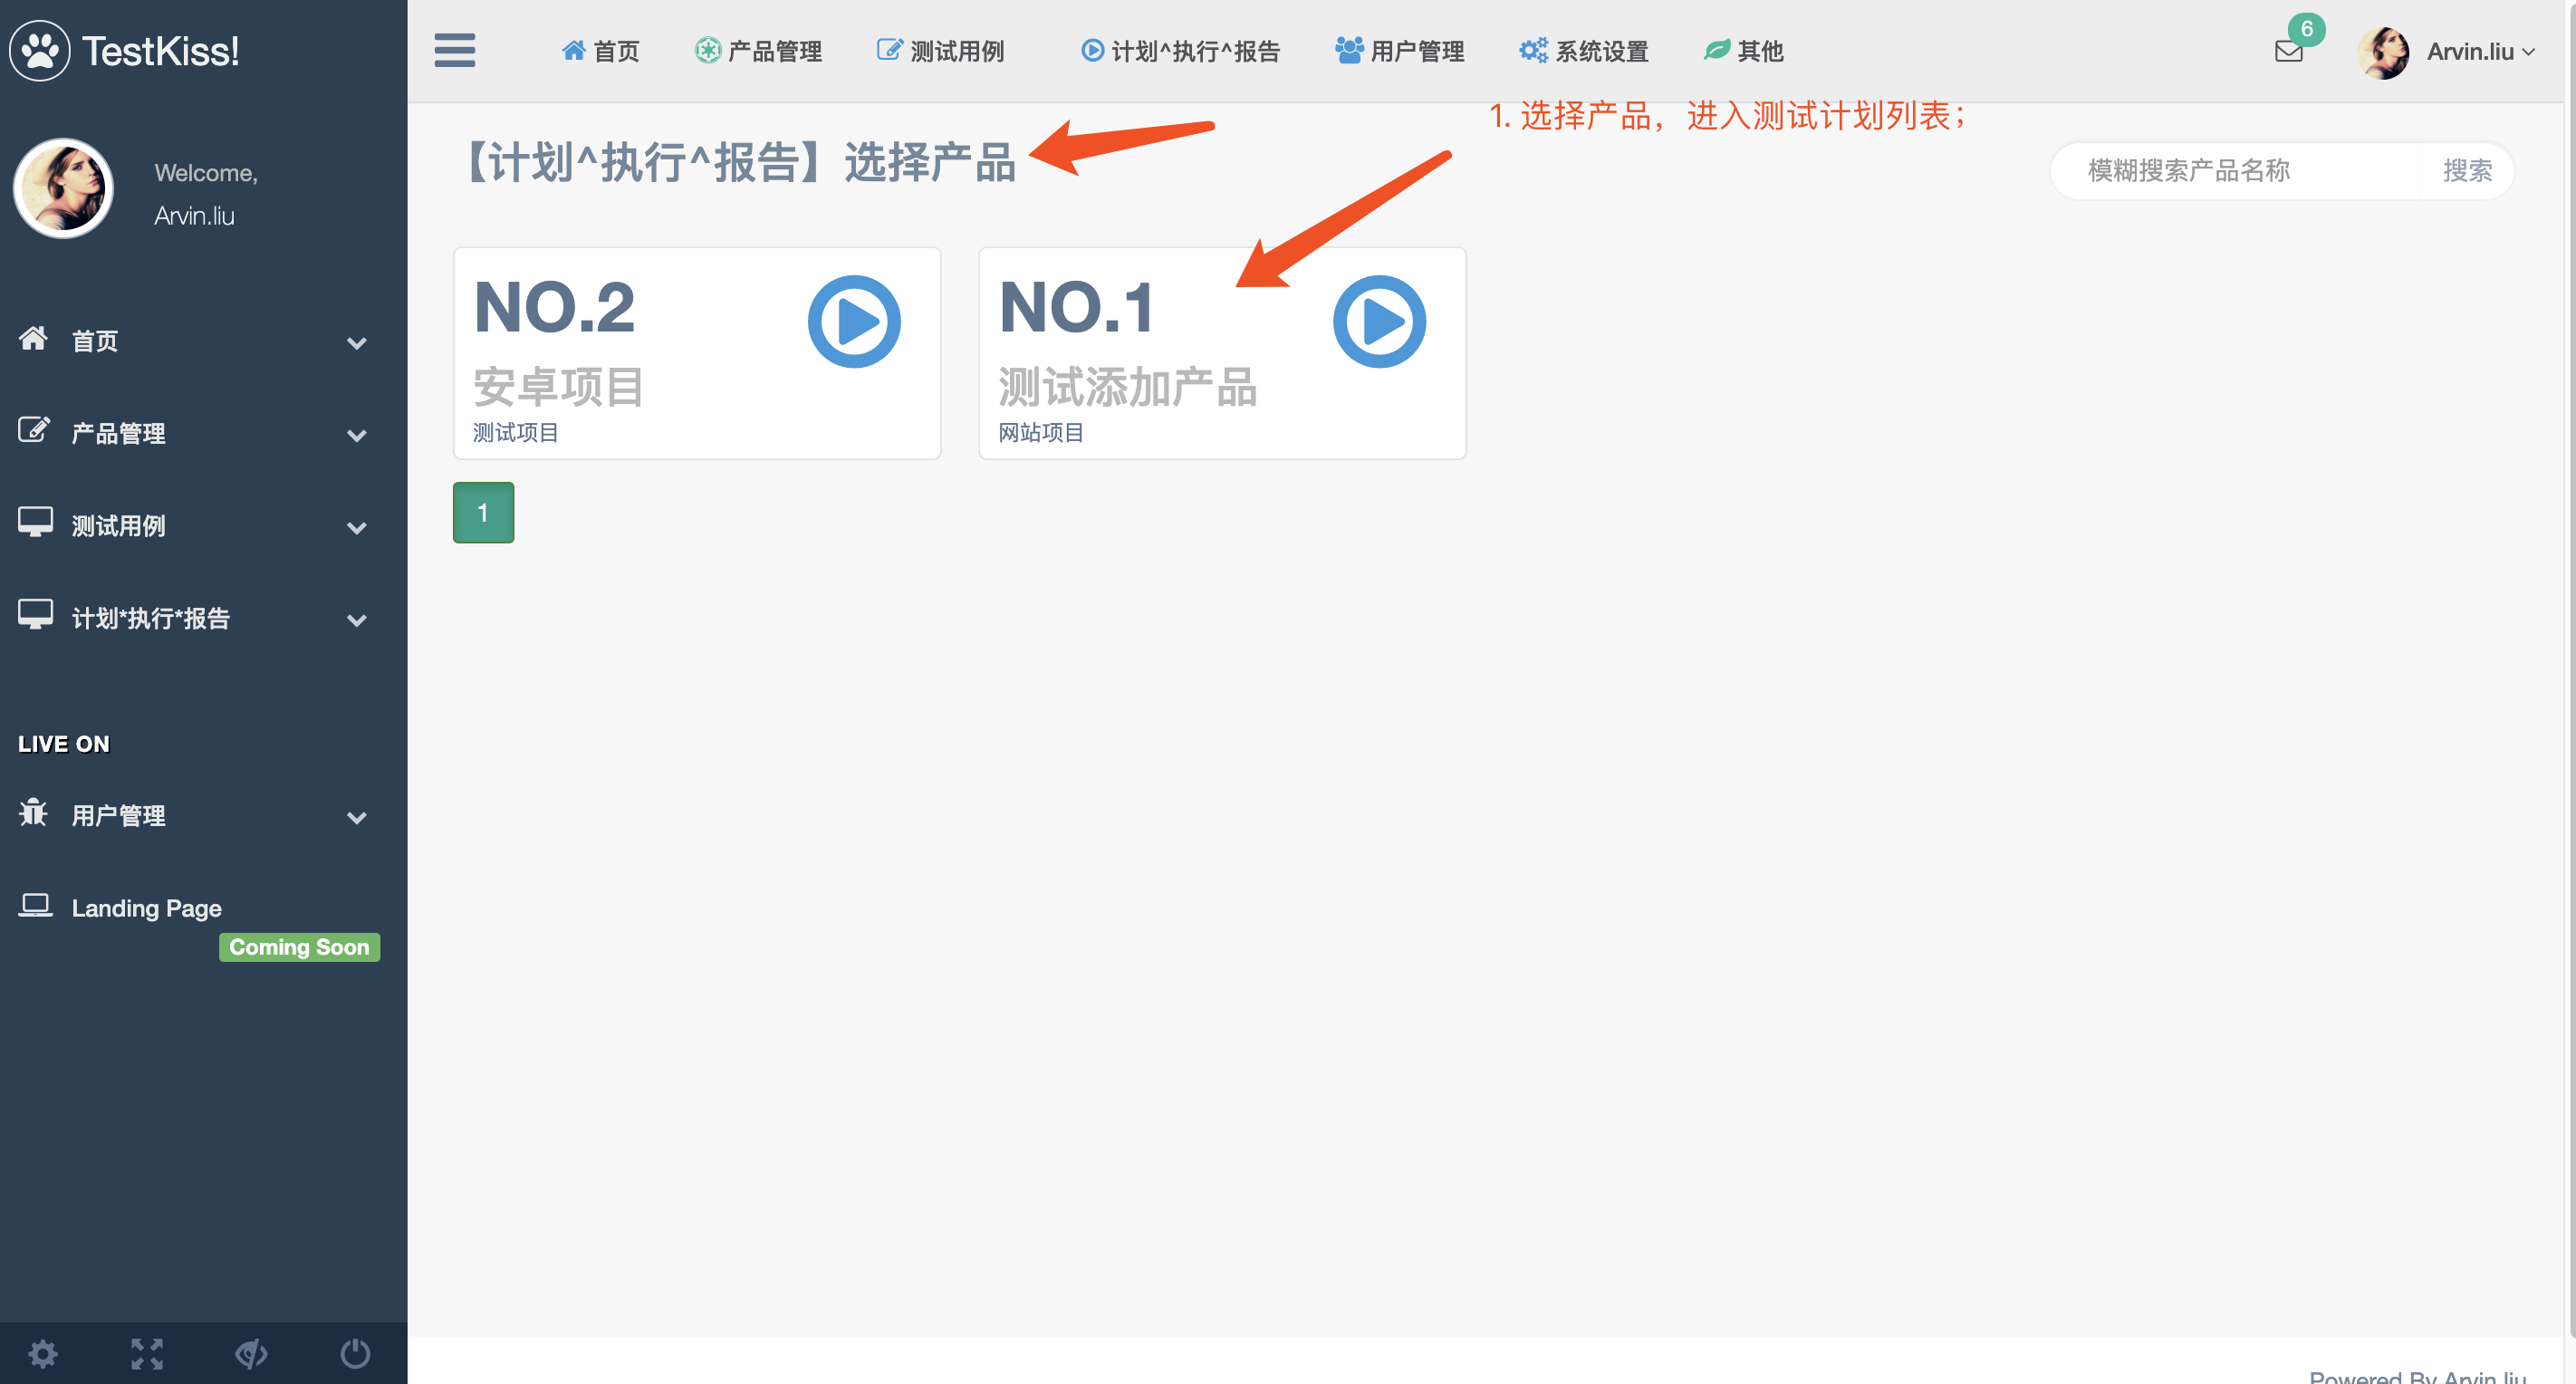 TestKiss!
首页
产品管理
测试用例
计划^执行^报告
用户管理
系统设置
其他
6
Arvin.liu
Welcome,
Arvin.liu
首页
产品管理
测试用例
计划*执行*报告
LIVE ON
用户管理
Landing Page
Coming Soon
1. 选择产品，进入测试计划列表；
【计划^执行^报告】选择产品
模糊搜索产品名称
搜索
NO.2
安卓项目
测试项目
NO.1
测试添加产品
网站项目
1
Powered By Arvin.liu